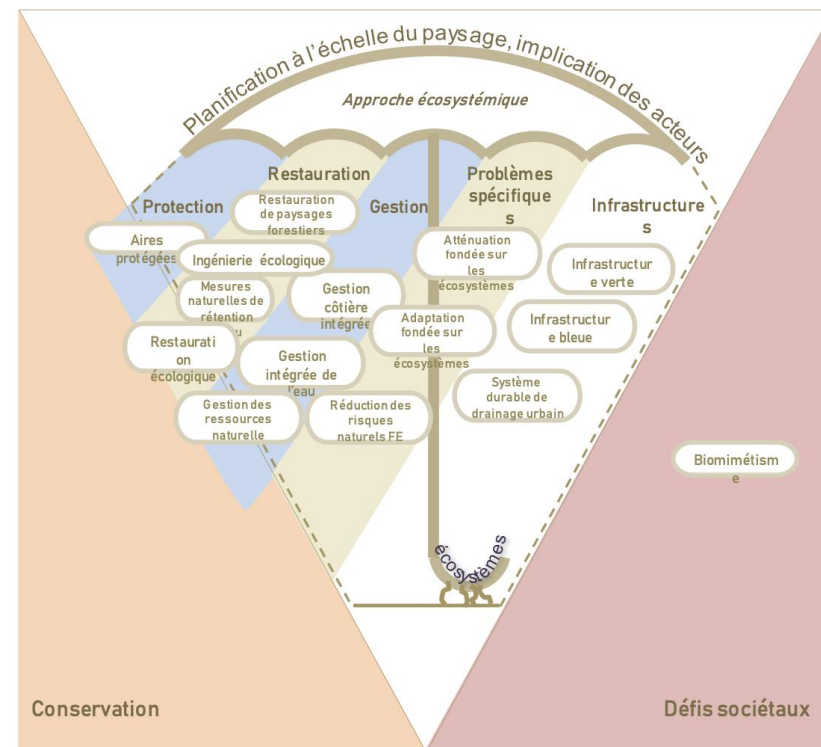 Planification à l'échelle du paysage, implication des acteurs
Approche écosystémique
Protection
Restauration
Gestion
Problèmes
spécifique
s
Infrastructure
s
Aires
protégées
Restauration
de paysages
forestiers
Ingénierie écologique
Mesures
naturelles de
rétention
Restaurati
on
écologique
Gestion
côtière
intégrée
Gestion
intégrée de
l'eau
Gestion des
ressources
naturelle
Réduction des
risques
naturels FE
Atténuation
fondée sur
les
écosystèmes
Adaptation
fondée sur
les
écosystèmes
Infrastructur
e verte
Infrastructur
e bleue
Système
durable de
drainage urbain
Biomimétism
e
écosystèmes
Conservation
Défis sociétaux